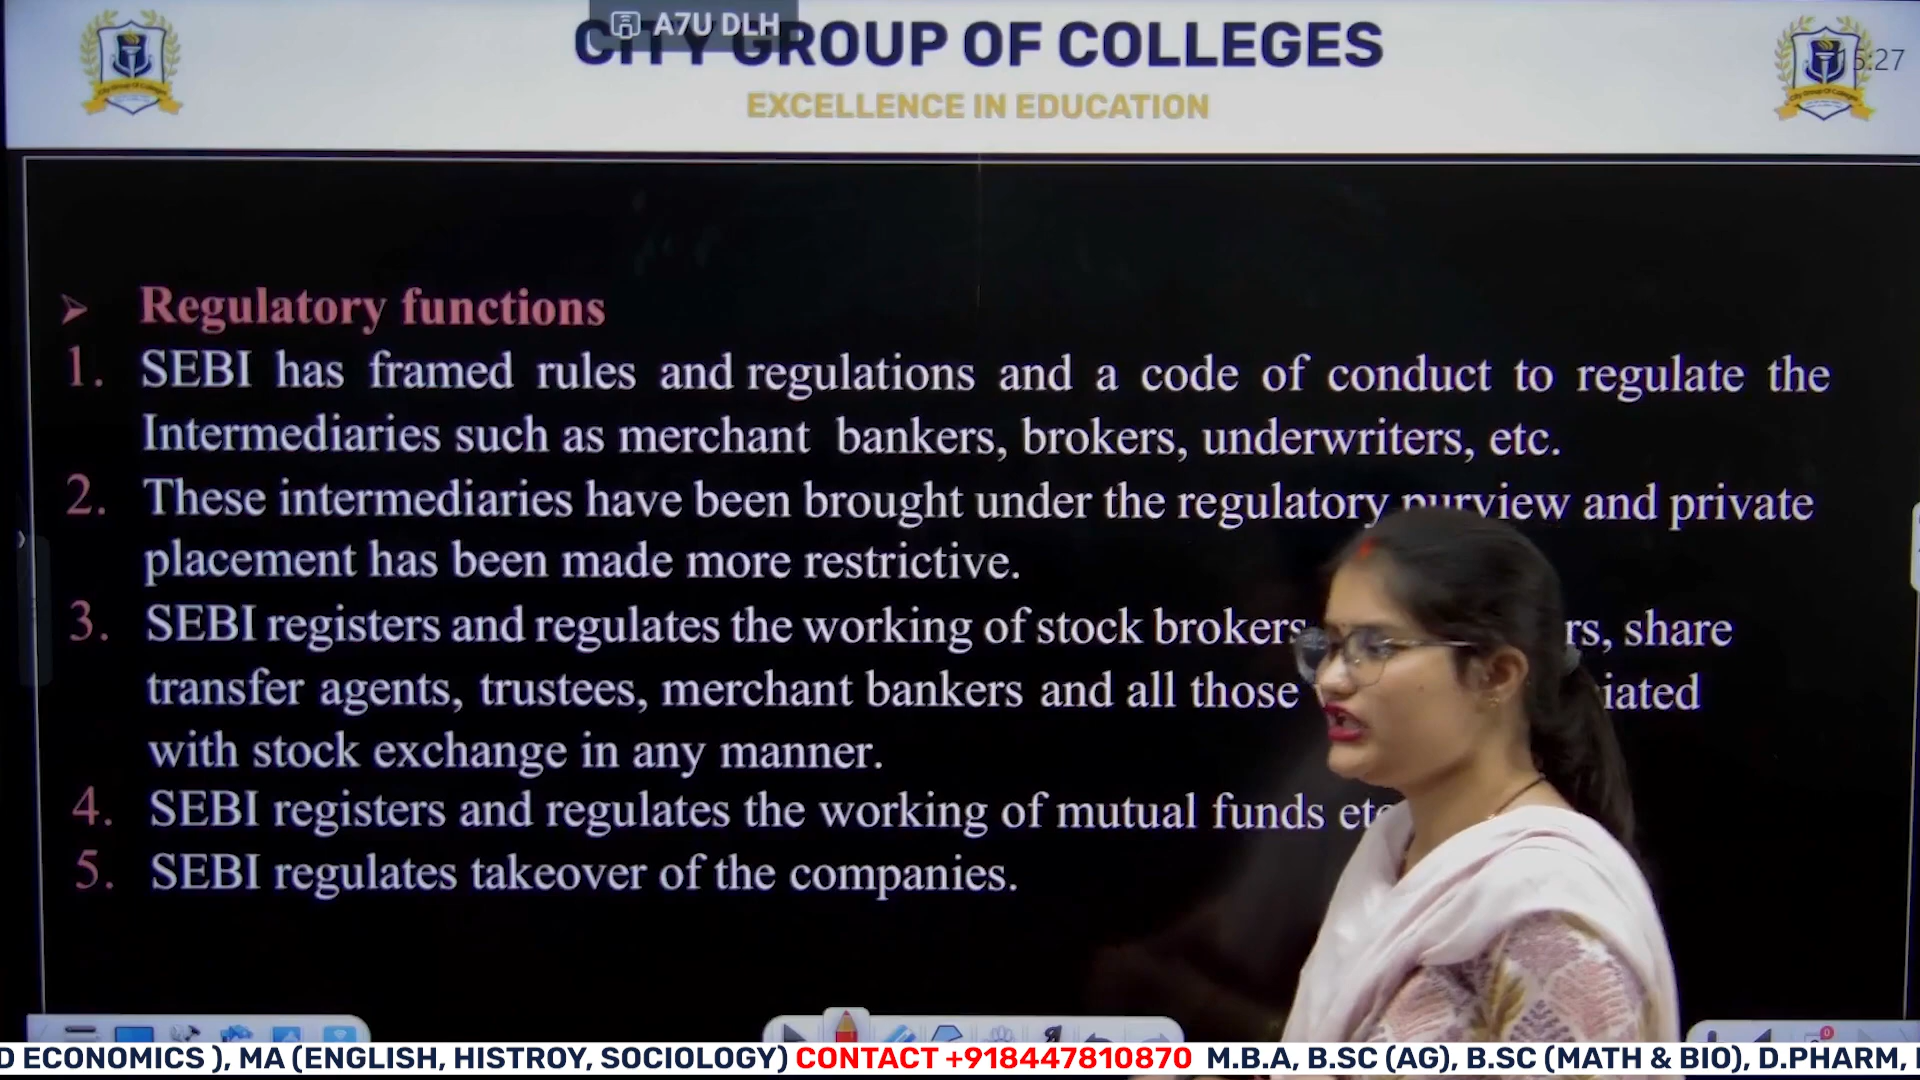 A7U DLH
CITY GROUP OF COLLEGES
15:27
EXCELLENCE IN EDUCATION
➢ Regulatory functions
1. SEBI has framed rules and regulations and a code of conduct to regulate the
Intermediaries such as merchant bankers, brokers, underwriters, etc.
2. These intermediaries have been brought under the regulatory purview and private
placement has been made more restrictive.
3. SEBI registers and regulates the working of stock brokers share
transfer agents, trustees, merchant bankers and all those
with stock exchange in any manner.
4. SEBI registers and regulates the working of mutual funds etc
5. SEBI regulates takeover of the companies.
D ECONOMICS ), MA (ENGLISH, HISTROY, SOCIOLOGY) CONTACT +918447810870 M.B.A, B.SC (AG), B.SC (MATH & BIO), D.PHARM,